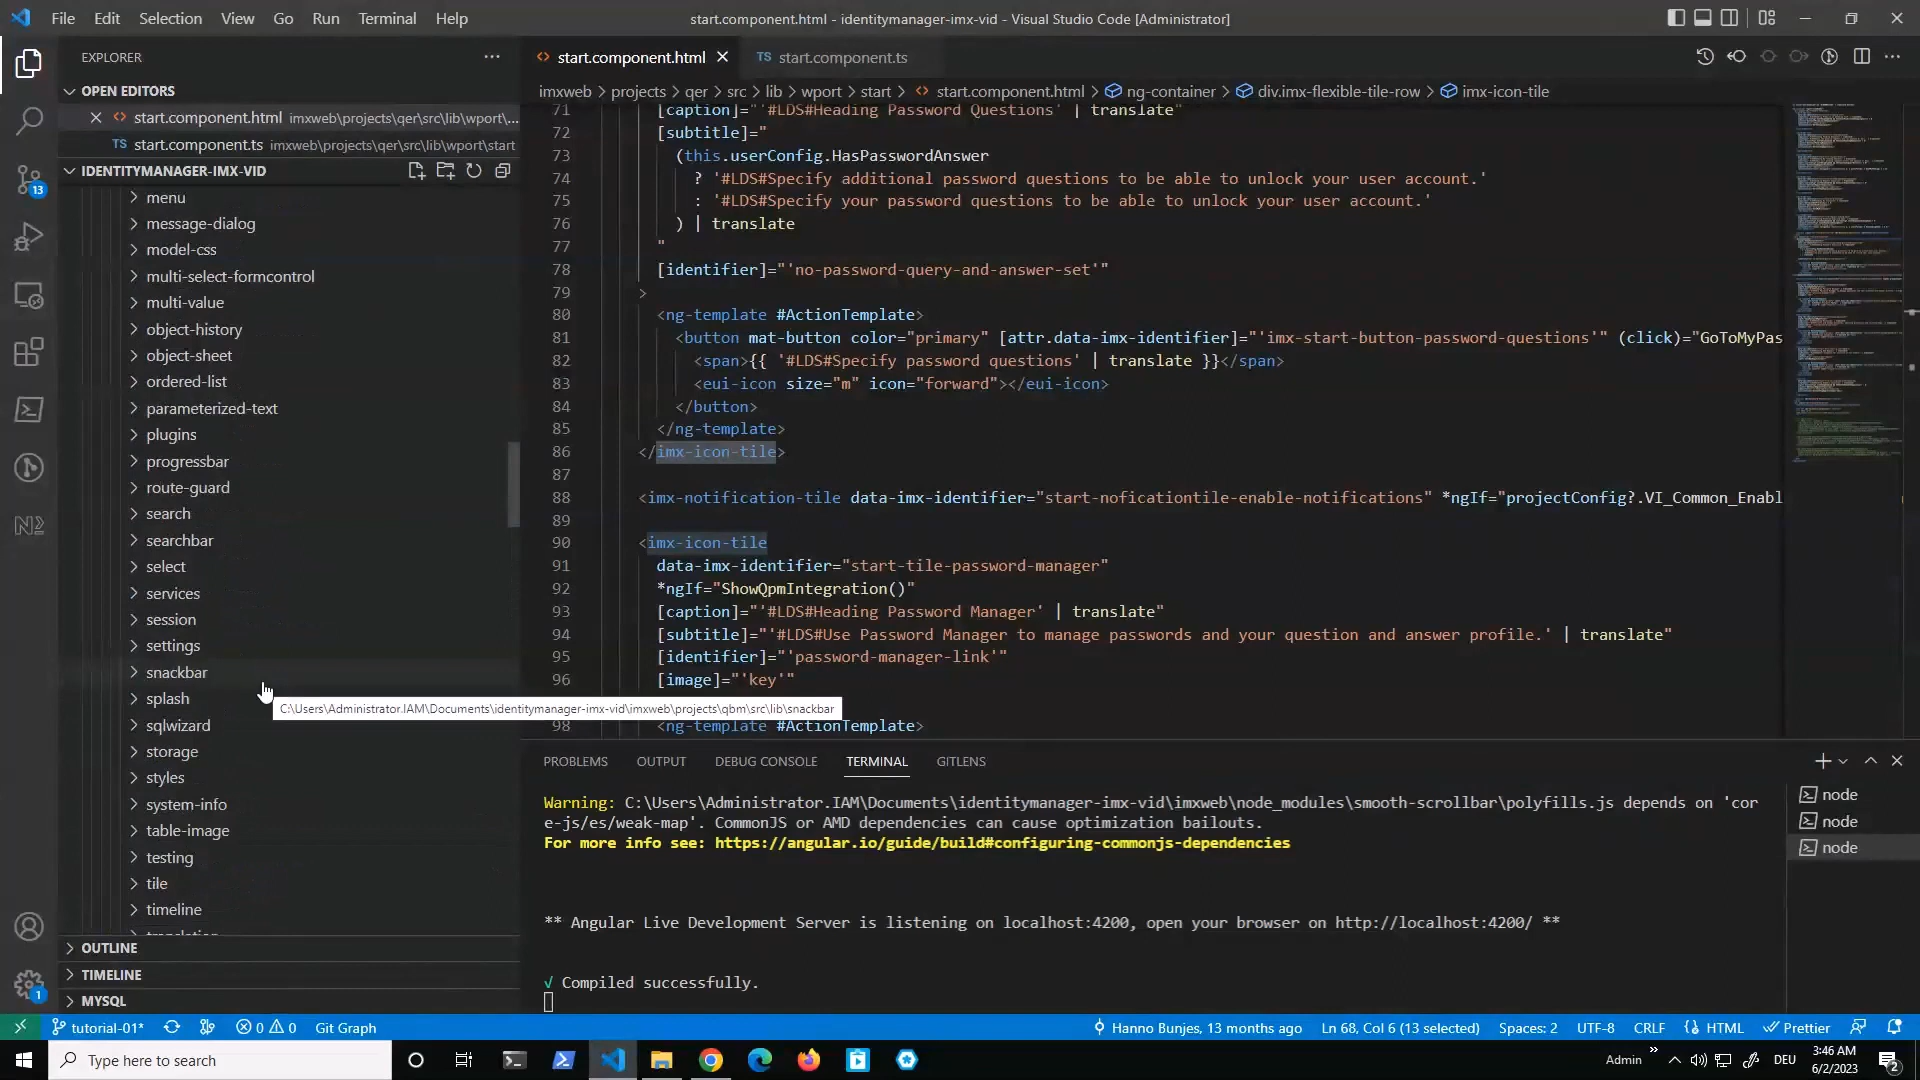 File Edit Selection View Go Run Terminal Help
start.component.html - identitymanager-imx-vid - Visual Studio Code [Administrator]
EXPLORER
OPEN EDITORS
start.component.html imxweb\projects\qer\src\lib\wport\...
TS start.component.ts imxweb\projects\qer\src\lib\wport\start
IDENTITYMANAGER-IMX-VID
menu
message-dialog
model-css
multi-select-formcontrol
multi-value
object-history
object-sheet
ordered-list
parameterized-text
plugins
progressbar
route-guard
search
searchbar
select
services
session
settings
snackbar
splash
sqlwizard
storage
styles
system-info
table-image
testing
tile
timeline
translation
OUTLINE
TIMELINE
MYSQL
13
1
C:\Users\Administrator.IAM\Documents\identitymanager-imx-vid\imxweb\projects\qbm\src\lib\snackbar
start.component.html
TS start.component.ts
imxweb > projects > qer > src > lib > wport > start > start.component.html > ng-container > div.imx-flexible-tile-row > imx-icon-tile
71 [caption]="'#LDS#Heading Password Questions' | translate"
72 [subtitle]="
73 (this.userConfig.HasPasswordAnswer
74 ? '#LDS#Specify additional password questions to be able to unlock your user account.'
75 : '#LDS#Specify your password questions to be able to unlock your user account.'
76 ) | translate
77 "
78 [identifier]="'no-password-query-and-answer-set'"
79 >
80 <ng-template #ActionTemplate>
81 <button mat-button color="primary" [attr.data-imx-identifier]="'imx-start-button-password-questions'" (click)="GoToMyPas
82 <span>{{ '#LDS#Specify password questions' | translate }}</span>
83 <eui-icon size="m" icon="forward"></eui-icon>
84 </button>
85 </ng-template>
86 </imx-icon-tile>
87
88 <imx-notification-tile data-imx-identifier="start-noficationtile-enable-notifications" *ngIf="projectConfig?.VI_Common_Enabl
89
90 <imx-icon-tile
91 data-imx-identifier="start-tile-password-manager"
92 *ngIf="ShowQpmIntegration()"
93 [caption]="'#LDS#Heading Password Manager' | translate"
94 [subtitle]="'#LDS#Use Password Manager to manage passwords and your question and answer profile.' | translate"
95 [identifier]="'password-manager-link'"
96 [image]="'key'"
98 <ng-template #ActionTemplate>
PROBLEMS OUTPUT DEBUG CONSOLE TERMINAL GITLENS
Warning: C:\Users\Administrator.IAM\Documents\identitymanager-imx-vid\imxweb\node_modules\smooth-scrollbar\polyfills.js depends on 'cor
e-js/es/weak-map'. CommonJS or AMD dependencies can cause optimization bailouts.
For more info see: https://angular.io/guide/build#configuring-commonjs-dependencies
** Angular Live Development Server is listening on localhost:4200, open your browser on http://localhost:4200/ **
√ Compiled successfully.
node
node
node
tutorial-01* 0 0 Git Graph
Hanno Bunjes, 13 months ago Ln 68, Col 6 (13 selected) Spaces: 2 UTF-8 CRLF HTML Prettier
Type here to search
Admin DEU
3:46 AM
6/2/2023
2